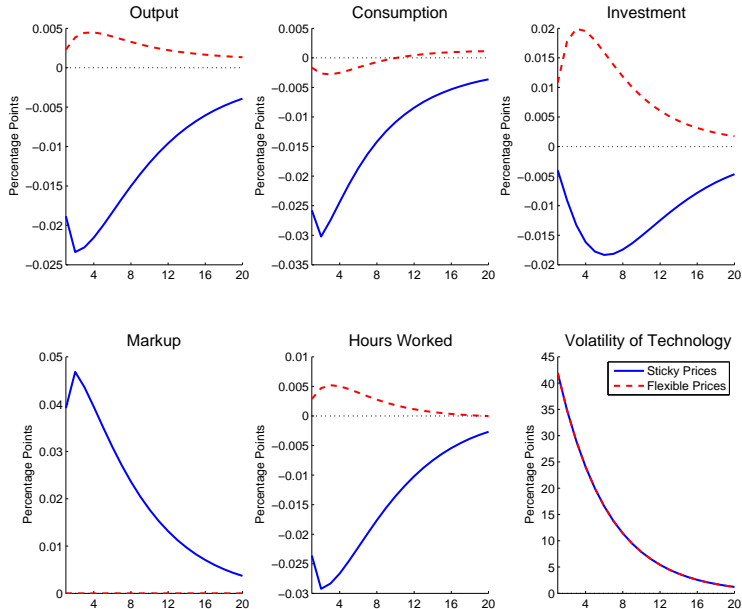 Output
Percentage Points
0.005
0
−0.005
−0.01
−0.015
−0.02
−0.025
4 8 12 16 20
Consumption
Percentage Points
0.005
0
−0.005
−0.01
−0.015
−0.02
−0.025
−0.03
−0.035
4 8 12 16 20
Investment
Percentage Points
0.02
0.015
0.01
0.005
0
−0.005
−0.01
−0.015
−0.02
4 8 12 16 20
Markup
Percentage Points
0.05
0.04
0.03
0.02
0.01
0
4 8 12 16 20
Hours Worked
Percentage Points
0.01
0.005
0
−0.005
−0.01
−0.015
−0.02
−0.025
−0.03
4 8 12 16 20
Volatility of Technology
Percentage Points
45
40
35
30
25
20
15
10
5
0
4 8 12 16 20
Sticky Prices
Flexible Prices